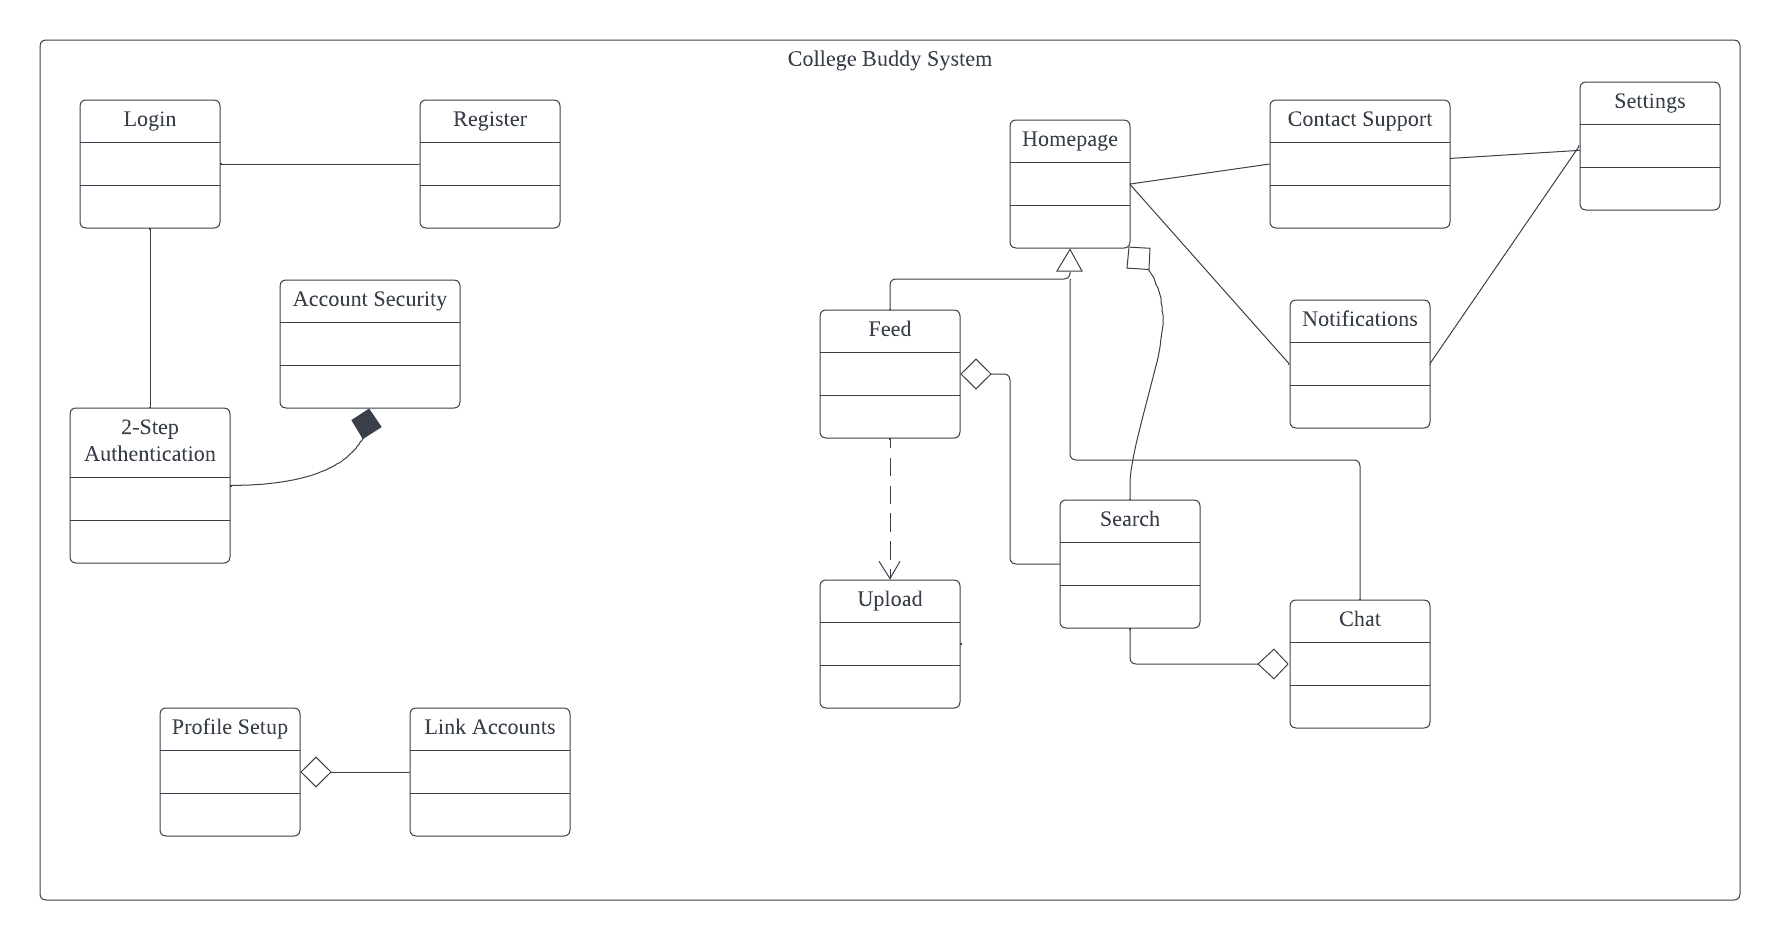 College Buddy System
Login
Register
Homepage
Contact Support
Settings
Account Security
Feed
Notifications
2-Step
Authentication
Search
Upload
Chat
Profile Setup
Link Accounts